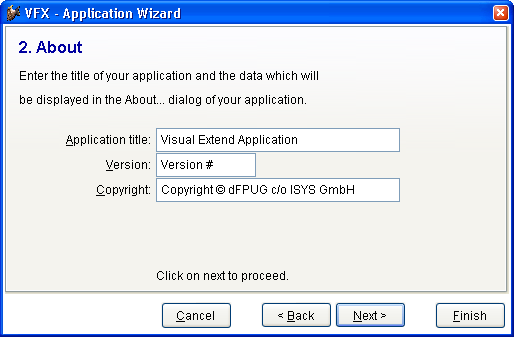 VFX - Application Wizard
2. About
Enter the title of your application and the data which will
be displayed in the About... dialog of your application.
Application title: Visual Extend Application
Version: Version #
Copyright: Copyright © dFPUG c/o ISYS GmbH
Click on next to proceed.
Cancel < Back Next > Finish